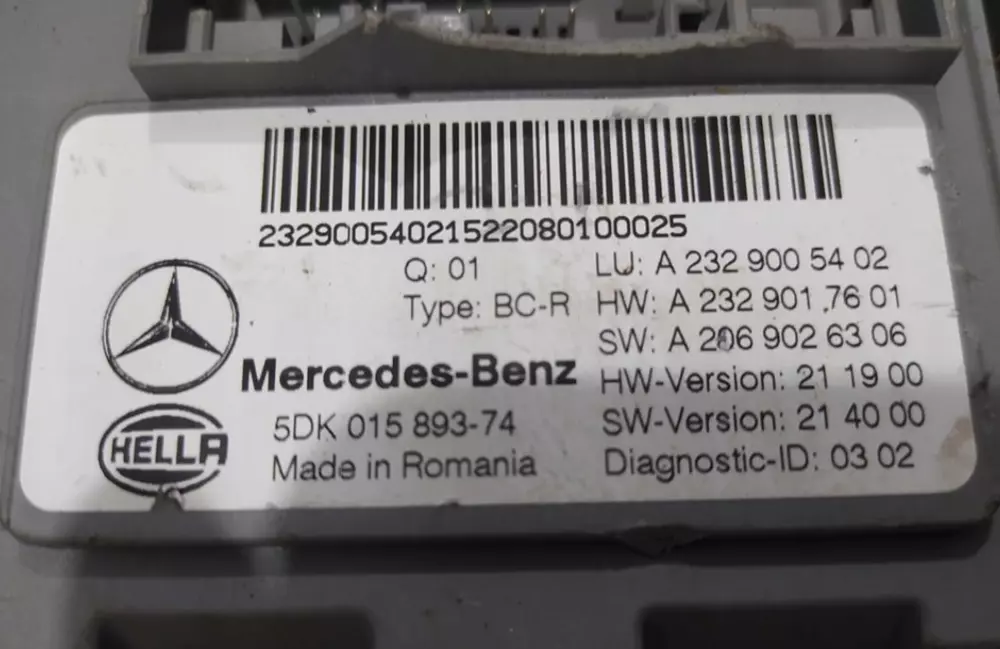 23290054021522080100025
Q: 01
LU: A 232 900 54 02
Type: BC-R
HW: A 232 901 76 01
SW: A 206 902 63 06
Mercedes-Benz
HW-Version: 21 19 00
5DK 015 893-74
SW-Version: 21 40 00
HELLA
Made in Romania
Diagnostic-ID: 03 02